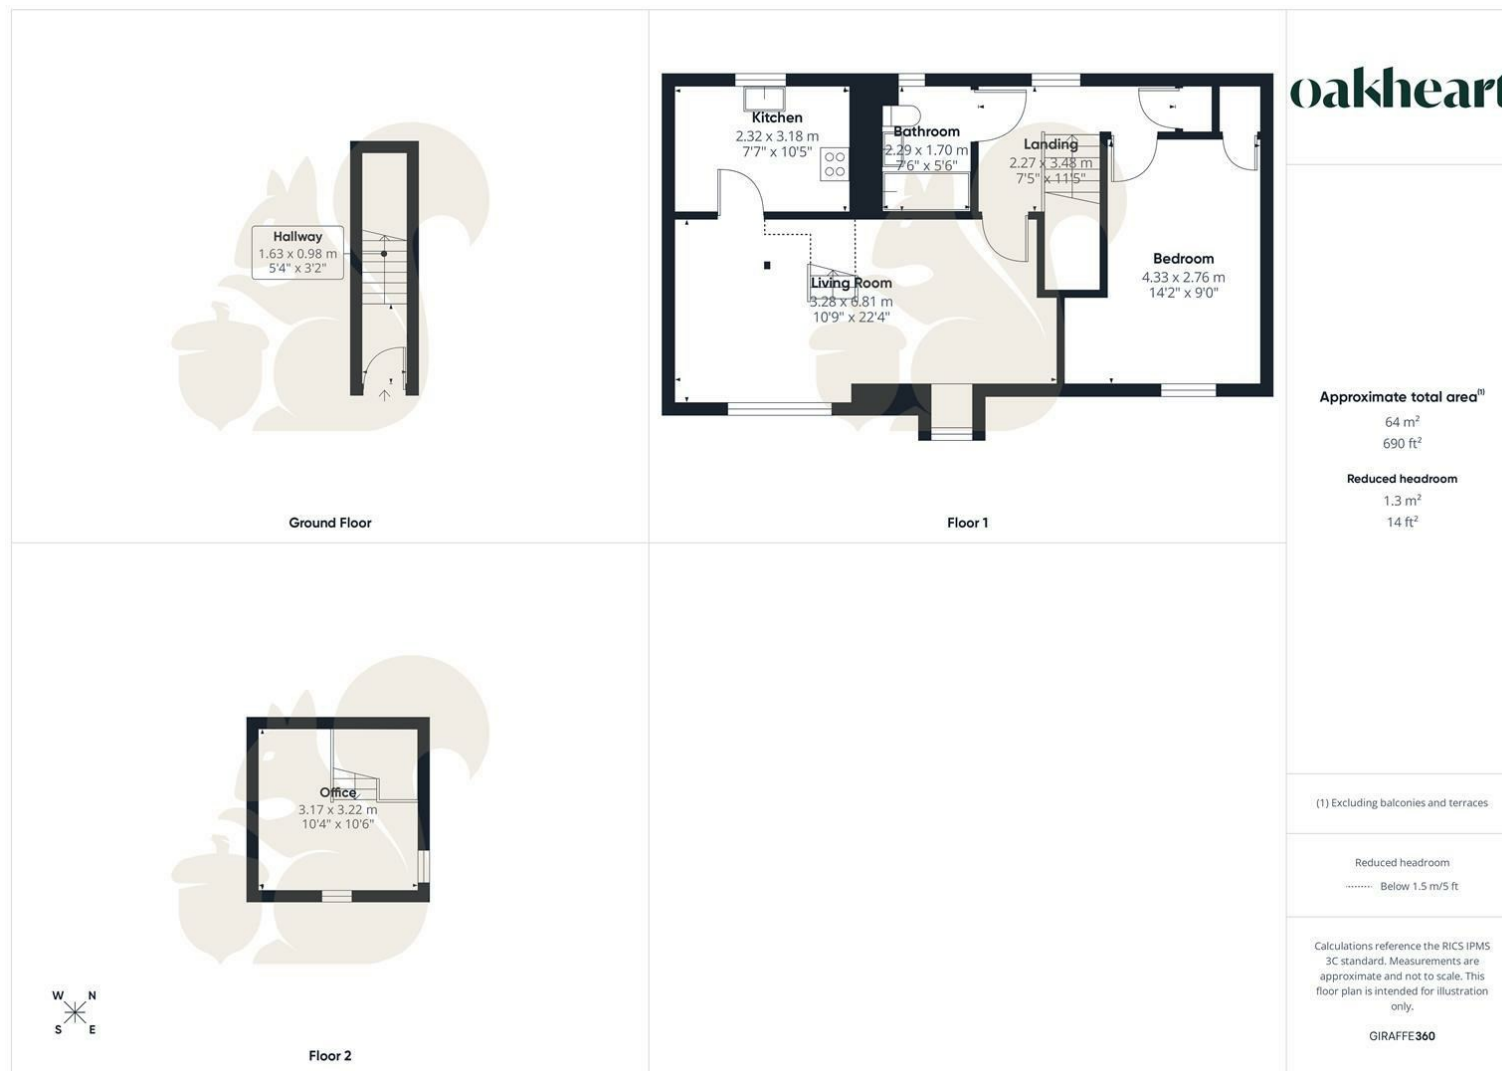 Hallway
1.63 x 0.98 m
5'4" x 3'2"
Ground Floor
Kitchen
2.32 x 3.18 m
7'7" x 10'5"
Bathroom
2.29 x 1.70 m
7'6" x 5'6"
Landing
2.27 x 3.48 m
7'5" x 11'5"
Bedroom
4.33 x 2.76 m
14'2" x 9'0"
Living Room
3.28 x 6.81 m
10'9" x 22'4"
Floor 1
Office
3.17 x 3.22 m
10'4" x 10'6"
W N
S E
Floor 2
oakheart
Approximate total area(1)
64 m²
690 ft²
Reduced headroom
1.3 m²
14 ft²
(1) Excluding balconies and terraces
Reduced headroom
Below 1.5 m/5 ft
Calculations reference the RICS IPMS
3C standard. Measurements are
approximate and not to scale. This
floor plan is intended for illustration
only.
GIRAFFE360